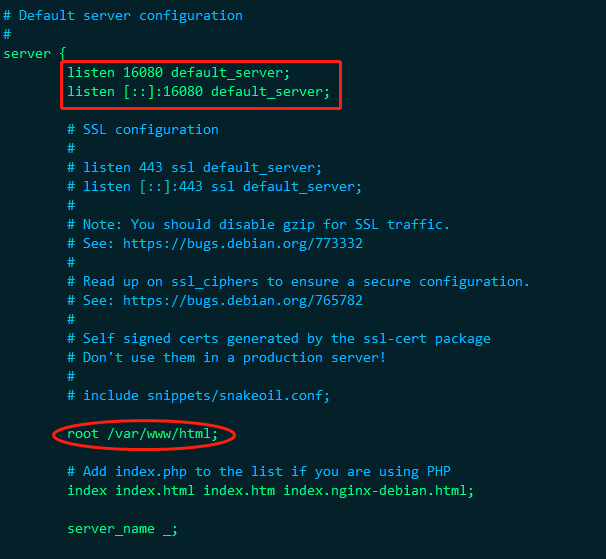 # Default server configuration
#
server {
listen 16080 default_server;
listen [::]:16080 default_server;
# SSL configuration
#
# listen 443 ssl default_server;
# listen [::]:443 ssl default_server;
#
# Note: You should disable gzip for SSL traffic.
# See: https://bugs.debian.org/773332
#
# Read up on ssl_ciphers to ensure a secure configuration.
# See: https://bugs.debian.org/765782
#
# Self signed certs generated by the ssl-cert package
# Don't use them in a production server!
#
# include snippets/snakeoil.conf;
root /var/www/html;
# Add index.php to the list if you are using PHP
index index.html index.htm index.nginx-debian.html;
server_name _;